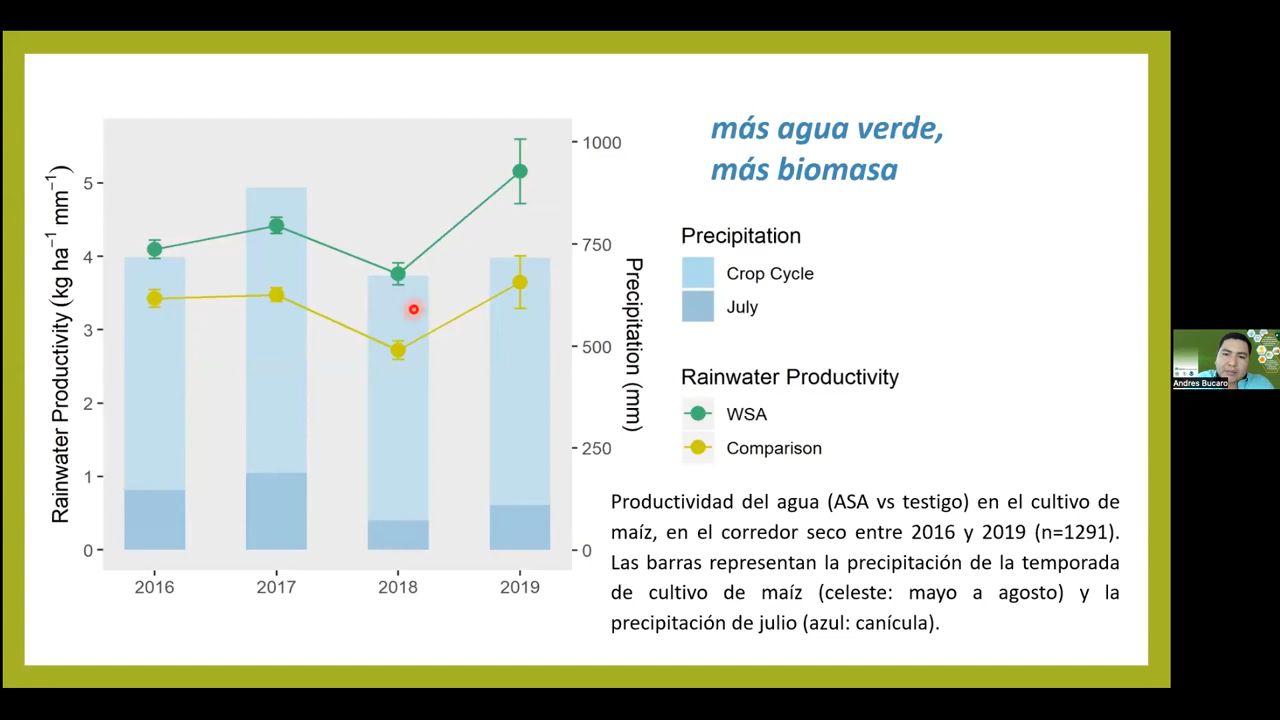 más agua verde,
más biomasa
Rainwater Productivity (kg ha⁻¹ mm⁻¹)
5
4
3
2
1
0
1000
750
500
250
0
Precipitation (mm)
2016 2017 2018 2019
Precipitation
Crop Cycle
July
Rainwater Productivity
WSA
Comparison
Productividad del agua (ASA vs testigo) en el cultivo de
maíz, en el corredor seco entre 2016 y 2019 (n=1291).
Las barras representan la precipitación de la temporada
de cultivo de maíz (celeste: mayo a agosto) y la
precipitación de julio (azul: canícula).
Andres Bucaro